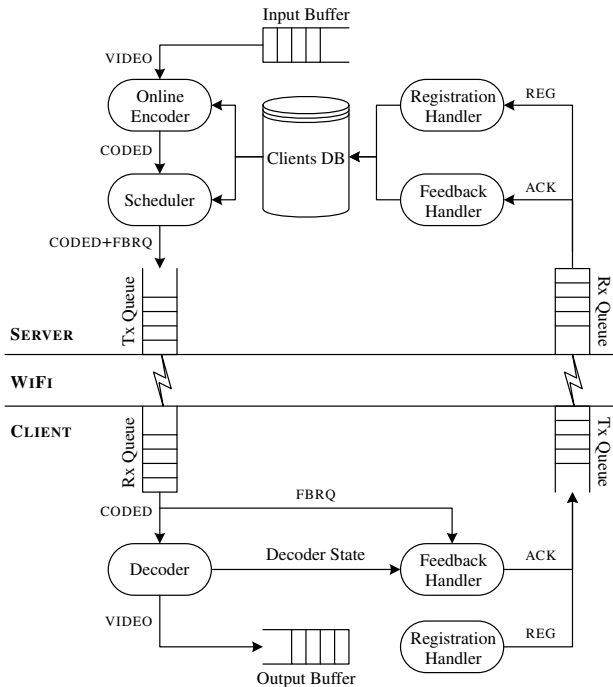 Input Buffer
VIDEO
Online
Encoder
Clients DB
Registration
Handler
REG
CODED
Scheduler
Feedback
Handler
ACK
CODED+FBRQ
Tx Queue
Rx Queue
SERVER
WIFI
CLIENT
Rx Queue
Tx Queue
FBRQ
CODED
Decoder
Decoder State
Feedback
Handler
ACK
VIDEO
Output Buffer
Registration
Handler
REG